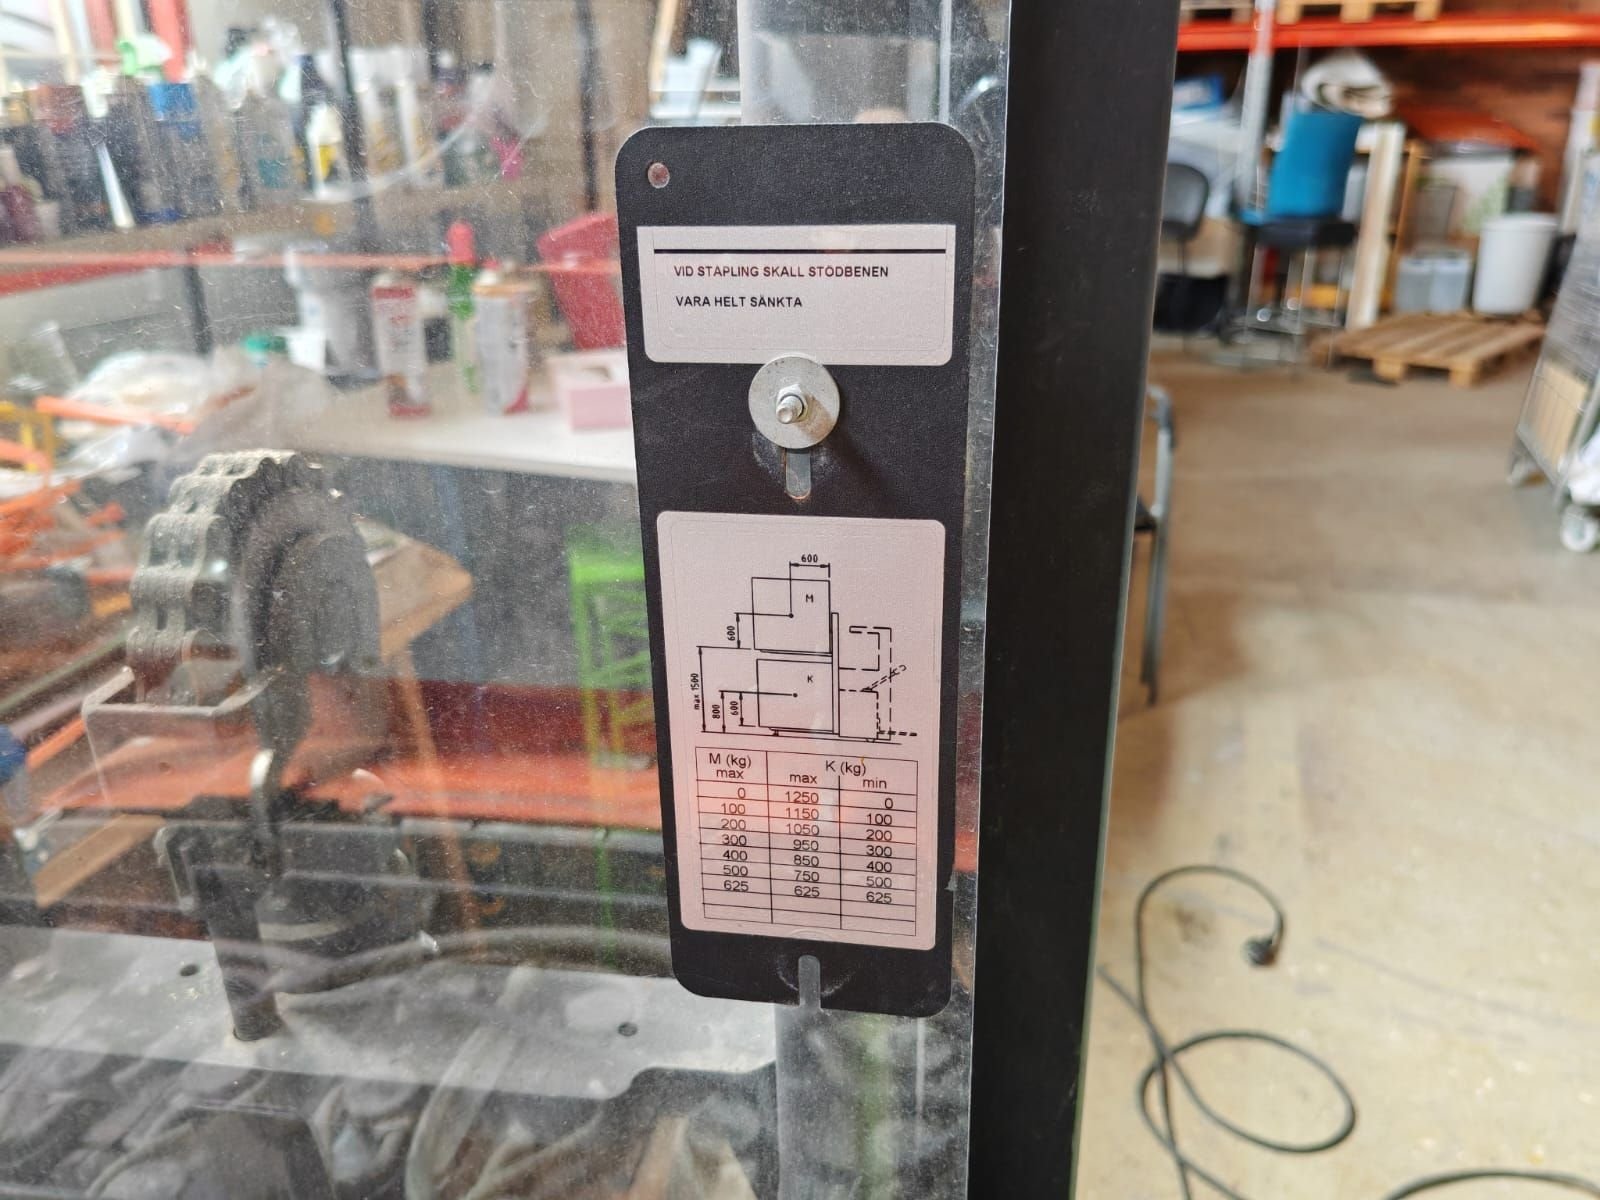 VID STAPLING SKALL STÖDBENEN
VARA HELT SÄNKTA
600
M
600
K
max 1500
800
600
M (kg) K (kg)
max max min
0 1250 0
100 1150 100
200 1050 200
300 950 300
400 850 400
500 750 500
625 625 625